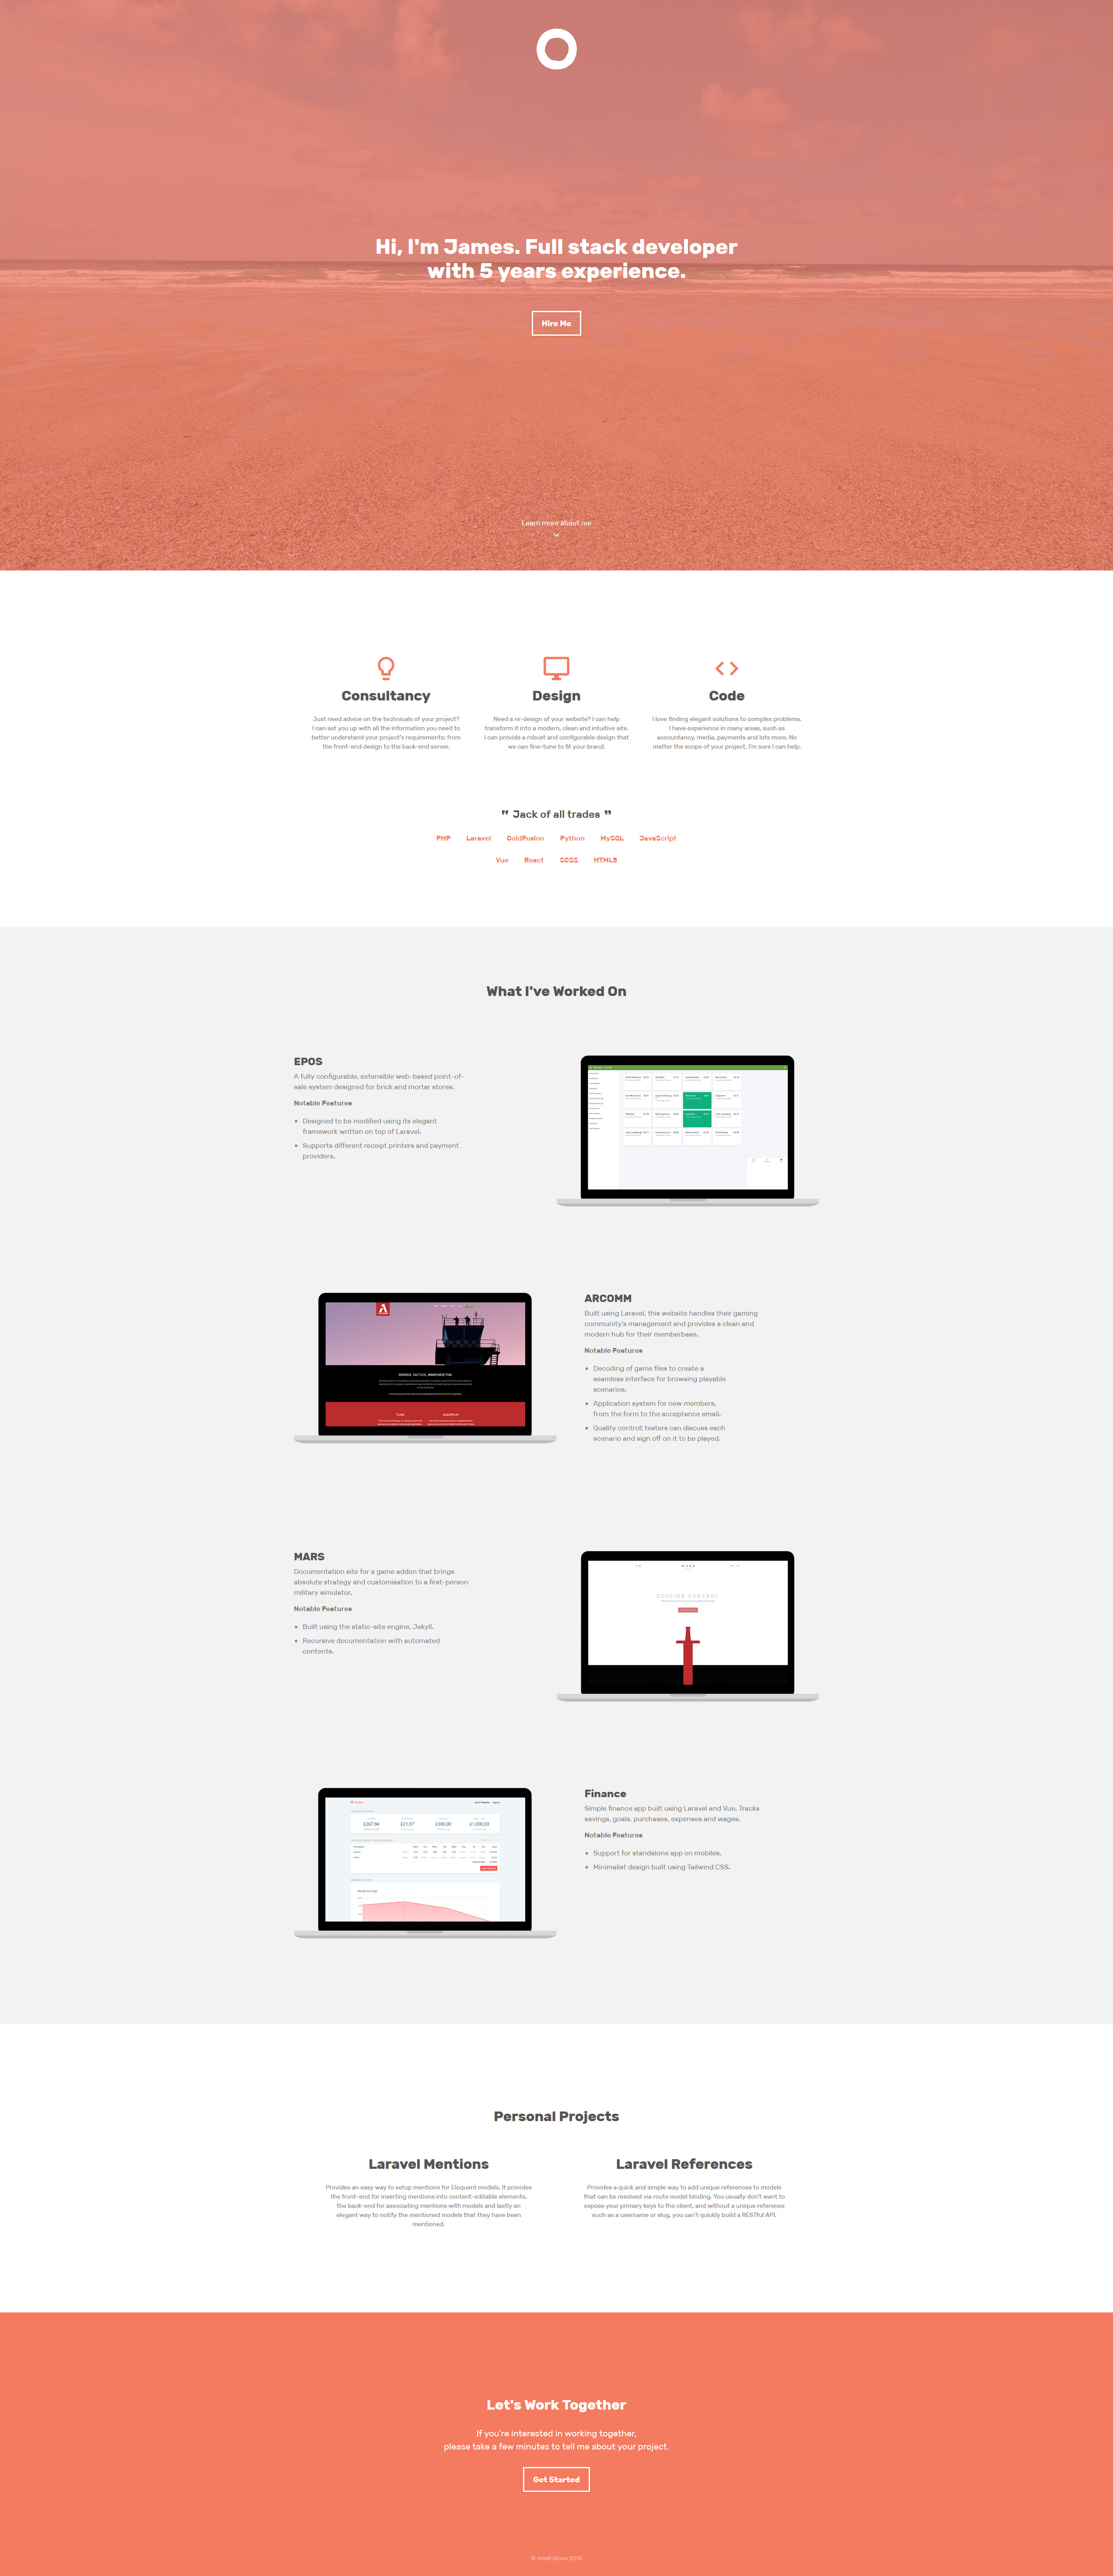 Hi, I'm James. Full stack developer
with 5 years experience.
Hire Me
Learn more about me
Consultancy
Just need advice on the technicals of your project?
I can set you up with all the information you need to
better understand your project's requirements; from
the front-end design to the back-end server.
Design
Need a re-design of your website? I can help
transform it into a modern, clean and intuitive site.
I can provide a robust and configurable design that
we can fine-tune to fit your brand.
Code
I love finding elegant solutions to complex problems.
I have experience in many areas, such as
accountancy, media, payments and lots more. No
matter the scope of your project, I'm sure I can help.
" Jack of all trades "
PHP Laravel ColdFusion Python MySQL JavaScript
Vue React SCSS HTML5
What I've Worked On
EPOS
A fully configurable, extensible web-based point-of-
sale system designed for brick and mortar stores.
Notable Features
• Designed to be modified using its elegant
framework written on top of Laravel.
• Supports different receipt printers and payment
providers.
ARCOMM
Built using Laravel, this website handles their gaming
community's management and provides a clean and
modern hub for their memberbase.
Notable Features
• Decoding of game files to create a
seamless interface for browsing playable
scenarios.
• Application system for new members,
from the form to the acceptance email.
• Quality control; testers can discuss each
scenario and sign off on it to be played.
MARS
Documentation site for a game addon that brings
absolute strategy and customisation to a first-person
military simulator.
Notable Features
• Built using the static-site engine, Jekyll.
• Recursive documentation with automated
contents.
GODLIKE CONTROL
Finance
Simple finance app built using Laravel and Vue. Tracks
savings, goals, purchases, expenses and wages.
Notable Features
• Support for standalone app on mobiles.
• Minimalist design built using Tailwind CSS.
£267.94 £21.97 £300.00 £1,000.00
Personal Projects
Laravel Mentions
Provides an easy way to setup mentions for Eloquent models. It provides
the front-end for inserting mentions into content-editable elements,
the back-end for associating mentions with models and lastly an
elegant way to notify the mentioned models that they have been
mentioned.
Laravel References
Provides a quick and simple way to add unique references to models
that can be resolved via route model binding. You usually don't want to
expose your primary keys to the client, and without a unique reference
such as a username or slug, you can't quickly build a RESTful API.
Let's Work Together
If you're interested in working together,
please take a few minutes to tell me about your project.
Get Started